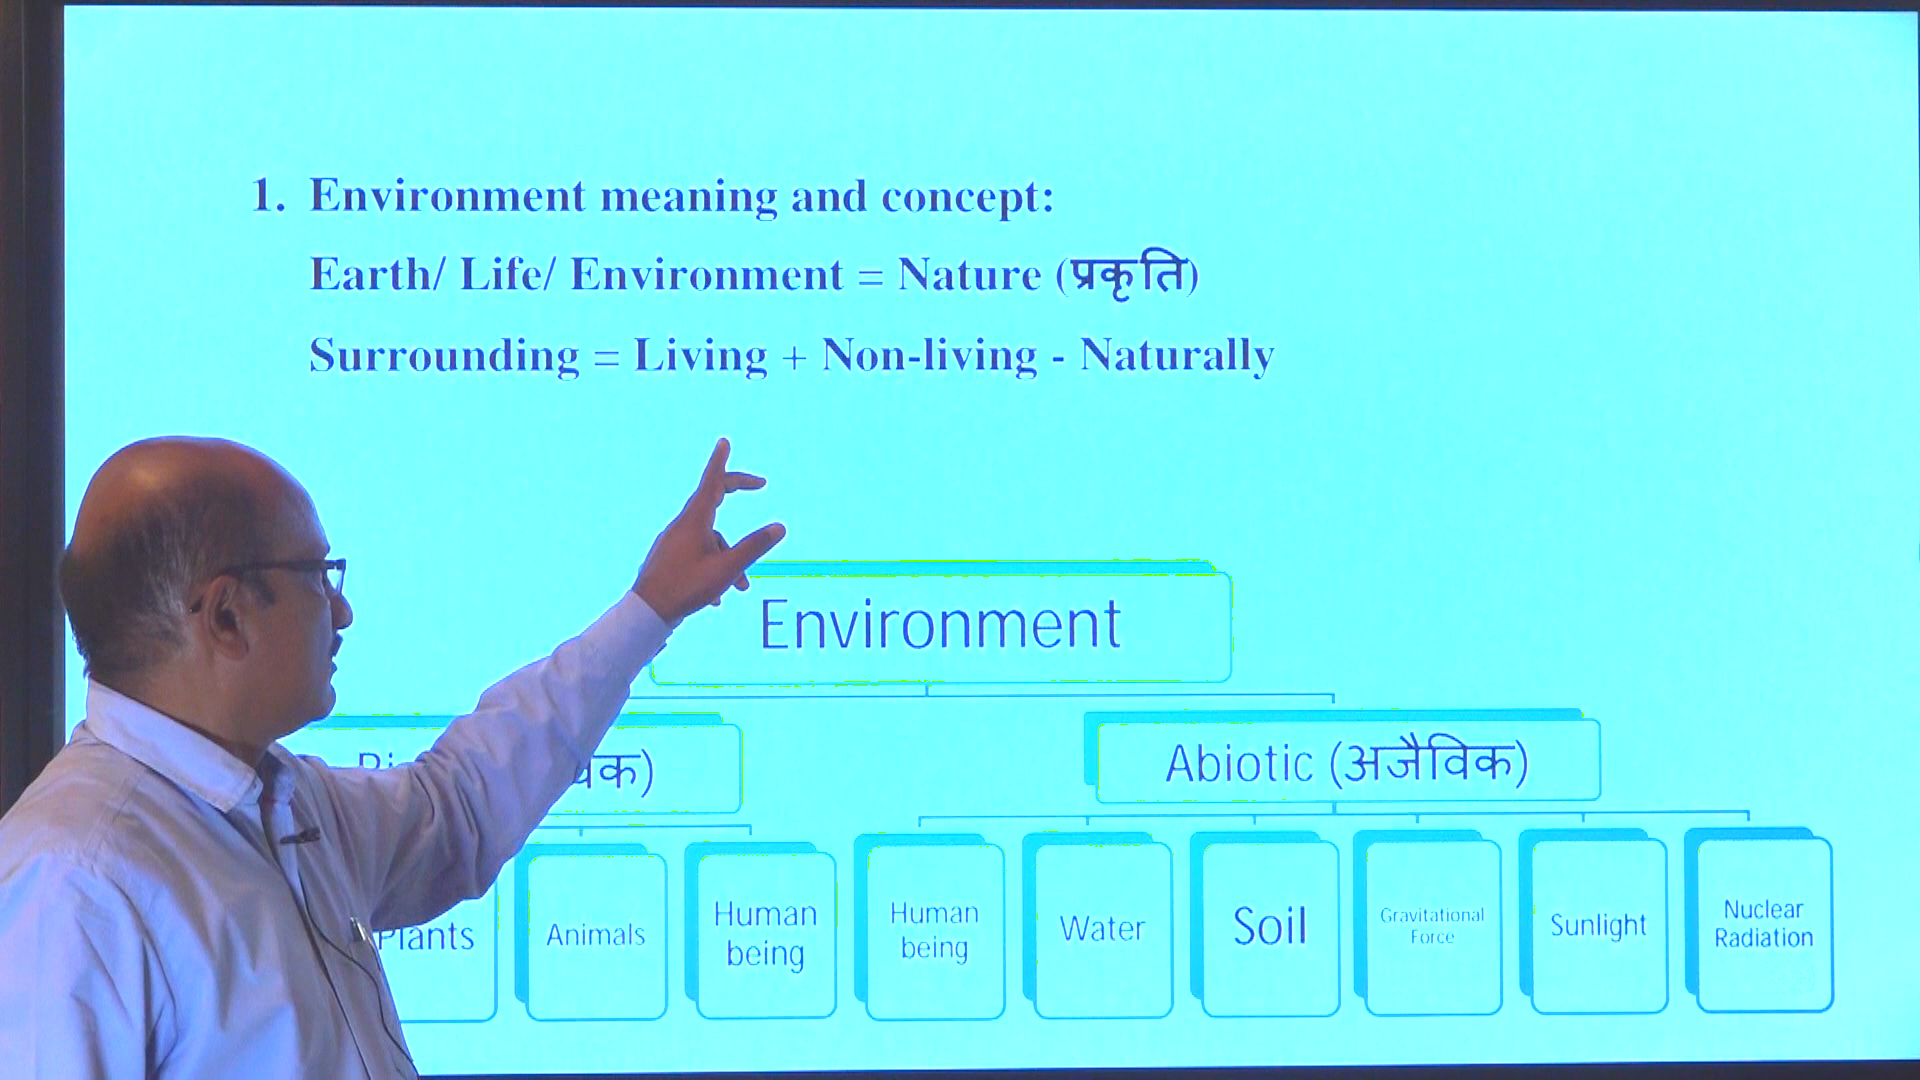 1. Environment meaning and concept:
Earth/ Life/ Environment = Nature (प्रकृति)
Surrounding = Living + Non-living - Naturally
Environment
Abiotic (अजैविक)
Plants
Animals
Human
being
Human
being
Water
Soil
Gravitational
Force
Sunlight
Nuclear
Radiation